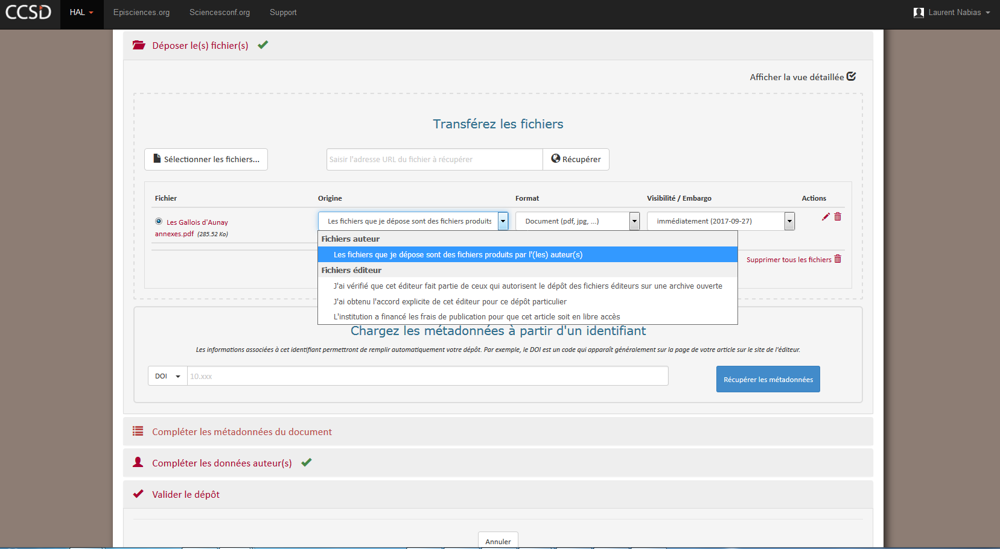 CCSD HAL Episciences.org Sciencesconf.org Support Laurent Nabias
Déposer le(s) fichier(s)
Afficher la vue détaillée
Transférez les fichiers
Sélectionner les fichiers... Saisir l'adresse URL du fichier à récupérer Récupérer
Fichier Origine Format Visibilité / Embargo Actions
Les Gallois d'Aunay Les fichiers que je dépose sont des fichiers produits Document (pdf, jpg, ...) immédiatement (2017-09-27)
annexes.pdf (285.52 Ko)
Fichiers auteur
Les fichiers que je dépose sont des fichiers produits par l'(les) auteur(s)
Supprimer tous les fichiers
Fichiers éditeur
J'ai vérifié que cet éditeur fait partie de ceux qui autorisent le dépôt des fichiers éditeurs sur une archive ouverte
J'ai obtenu l'accord explicite de cet éditeur pour ce dépôt particulier
L'institution a financé les frais de publication pour que cet article soit en libre accès
Chargez les métadonnées à partir d'un identifiant
Les informations associées à cet identifiant permettront de remplir automatiquement votre dépôt. Par exemple, le DOI est un code qui apparaît généralement sur la page de votre article sur le site de l'éditeur.
DOI 10.xxx Récupérer les métadonnées
Compléter les métadonnées du document
Compléter les données auteur(s)
Valider le dépôt
Annuler